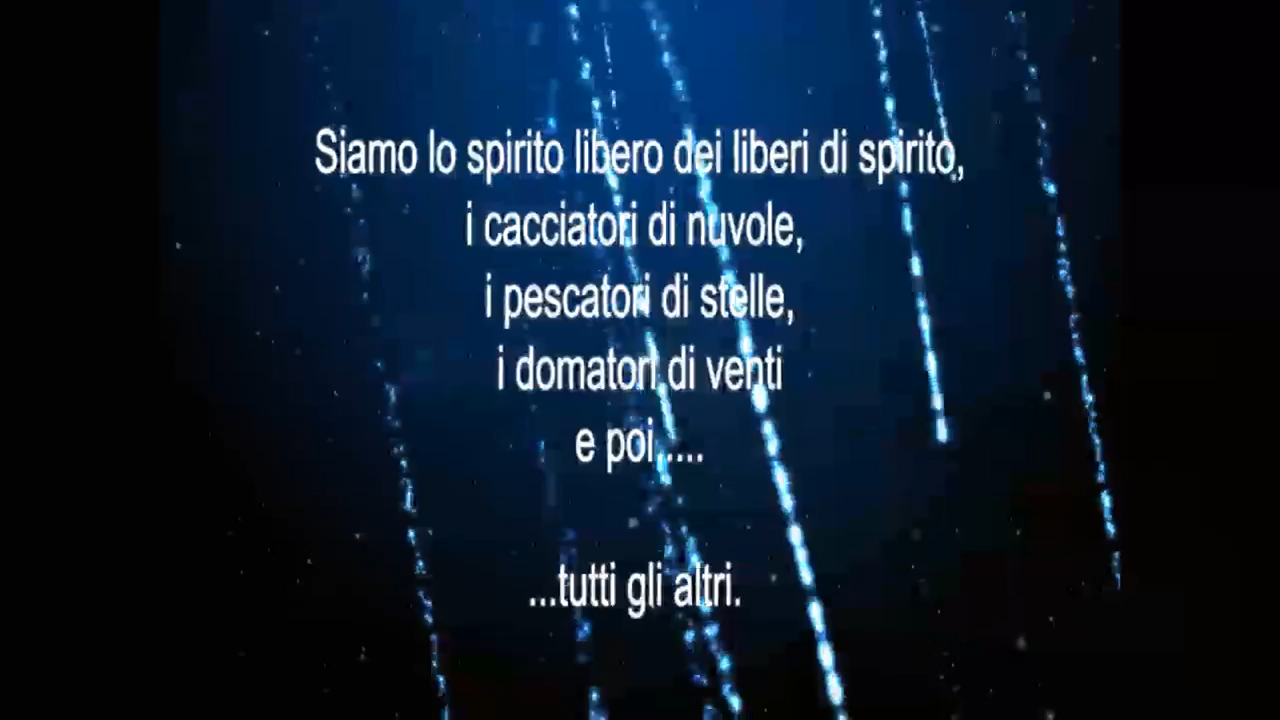 Siamo lo spirito libero dei liberi di spirito,
i cacciatori di nuvole,
i pescatori di stelle,
i domatori di venti
e poi.....
...tutti gli altri.